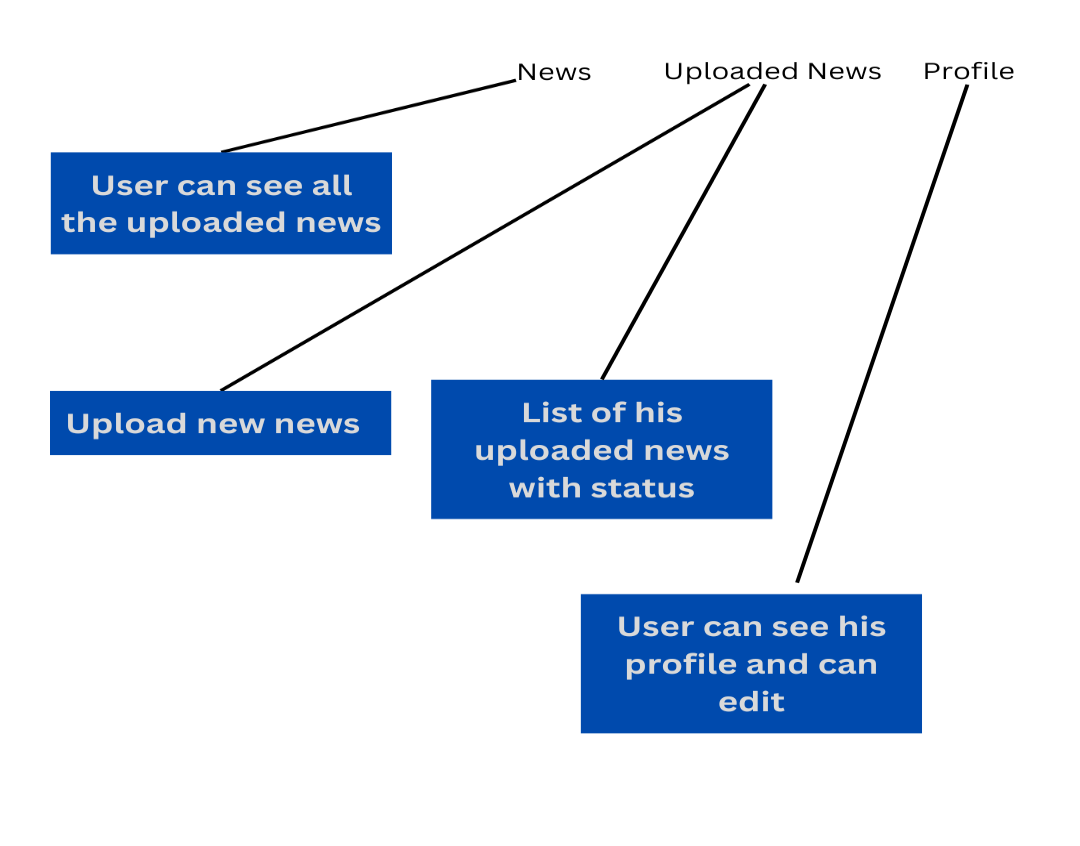 News
Uploaded News
Profile
User can see all
the uploaded news
Upload new news
List of his
uploaded news
with status
User can see his
profile and can
edit